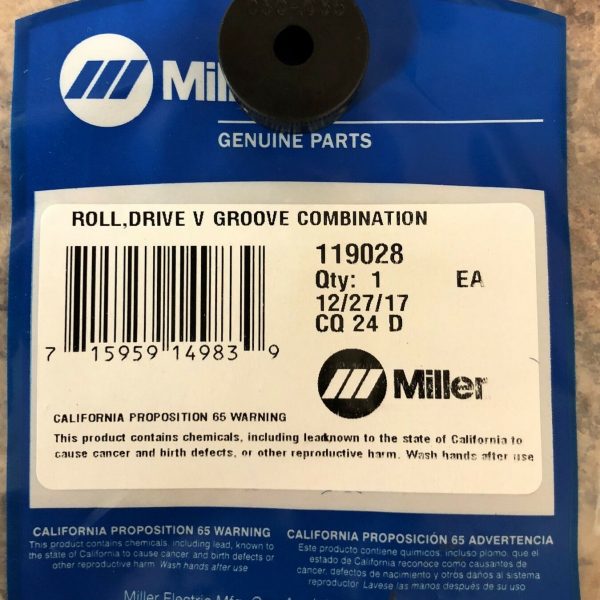 030-035
Miller
GENUINE PARTS
ROLL,DRIVE V GROOVE COMBINATION
119028
Qty: 1 EA
12/27/17
CQ 24 D
7 15959 14983 9
Miller
CALIFORNIA PROPOSITION 65 WARNING
This product contains chemicals, including leadknown to the state of California to
cause cancer and birth defects, or other reproductive harm. Wash hands after use
CALIFORNIA PROPOSITION 65 WARNING
This product contains chemicals, including lead, known to
the state of California to cause cancer, and birth defects or
other reproductive harm. Wash hands after use
CALIFORNIA PROPOSICIÓN 65 ADVERTENCIA
Este producto contiene químicos, incluso plomo, que el
estado de California reconoce como causantes de
cáncer, defectos de nacimiento y otros daños al sistema
reproductor. Lavese las manos después de su uso
Miller Electric Mfg. Co.